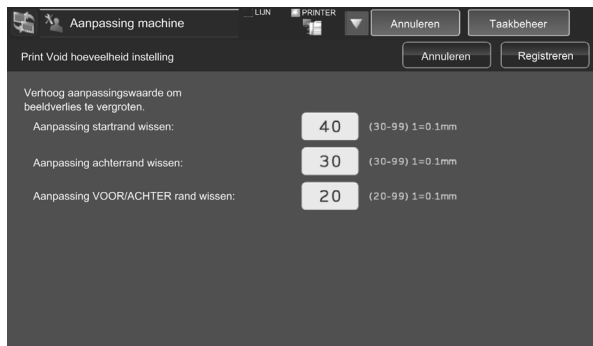 Aanpassing machine
LIJN
PRINTER
Annuleren
Taakbeheer
Print Void hoeveelheid instelling
Annuleren
Registreren
Verhoog aanpassingswaarde om
beeldverlies te vergroten.
Aanpassing startrand wissen: 40 (30-99) 1=0.1mm
Aanpassing achterrand wissen: 30 (30-99) 1=0.1mm
Aanpassing VOOR/ACHTER rand wissen: 20 (20-99) 1=0.1mm